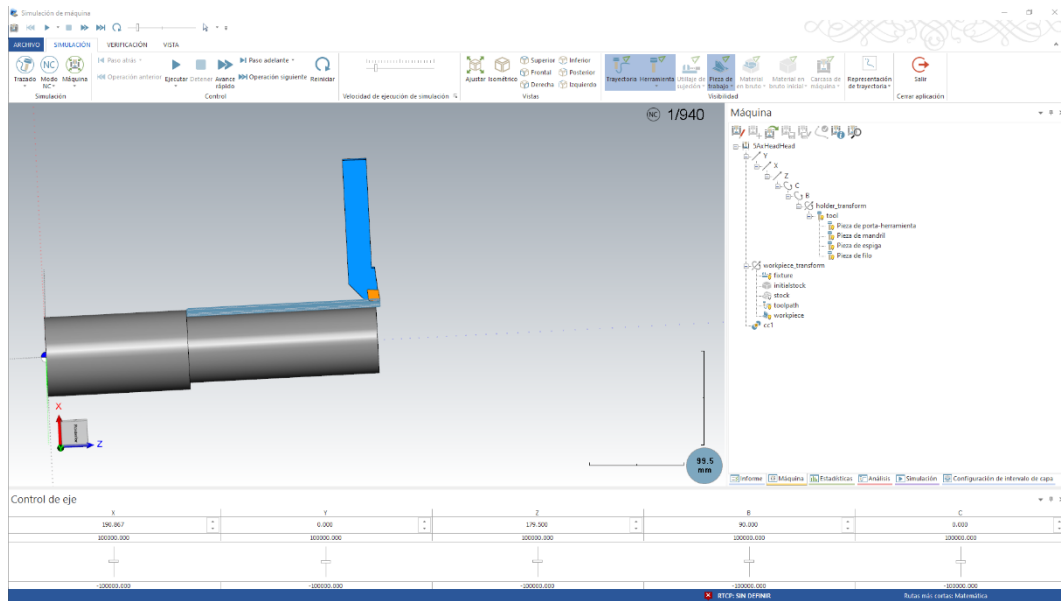 Simulación de máquina
ARCHIVO SIMULACIÓN VERIFICACIÓN VISTA
Trazado Modo NC Máquina
Simulación
Paso atrás Paso adelante
Operación anterior Ejecutar Detener Avance rápido Operación siguiente Reiniciar
Control
Velocidad de ejecución de simulación
Ajustar Isométrico
Superior Inferior
Frontal Posterior
Derecha Izquierda
Vistas
Trayectoria Herramienta Utillaje de sujeción Pieza de trabajo Material en bruto Material en bruto inicial Carcasa de máquina Representación de trayectoria
Visibilidad
Salir
Cerrar aplicación
NC 1/940
X
Z
99.5
mm
Máquina
5AxHeadHead
Y
X
Z
C
B
holder_transform
tool
Pieza de porta-herramienta
Pieza de mandril
Pieza de espiga
Pieza de filo
workpiece_transform
fixture
initialstock
stock
toolpath
workpiece
cc1
Informe Máquina Estadísticas Análisis Simulación Configuración de intervalo de capa
Control de eje
X Y Z B C
190.867 0.000 179.500 90.000 0.000
100000.000 100000.000 100000.000 100000.000 100000.000
-100000.000 -100000.000 -100000.000 -100000.000 -100000.000
RTCP: SIN DEFINIR Rutas más cortas: Matemática